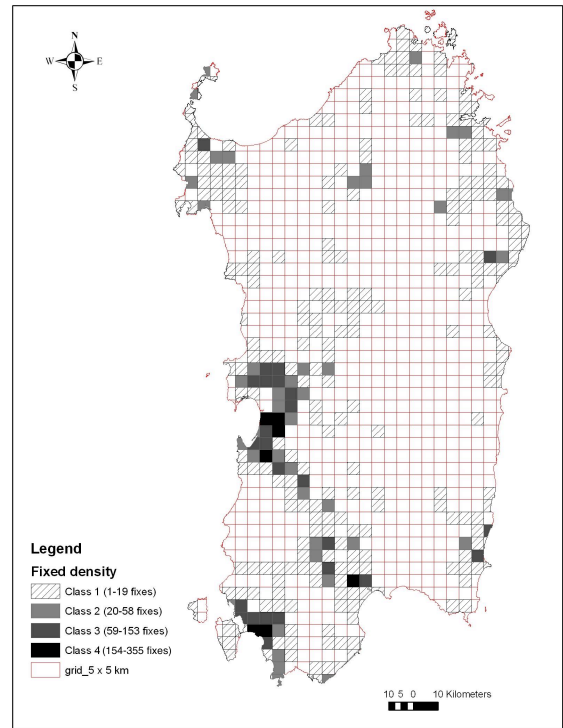 N
W E
S
Legend
Fixed density
Class 1 (1-19 fixes)
Class 2 (20-58 fixes)
Class 3 (59-153 fixes)
Class 4 (154-355 fixes)
grid_5 x 5 km
10 5 0 10 Kilometers